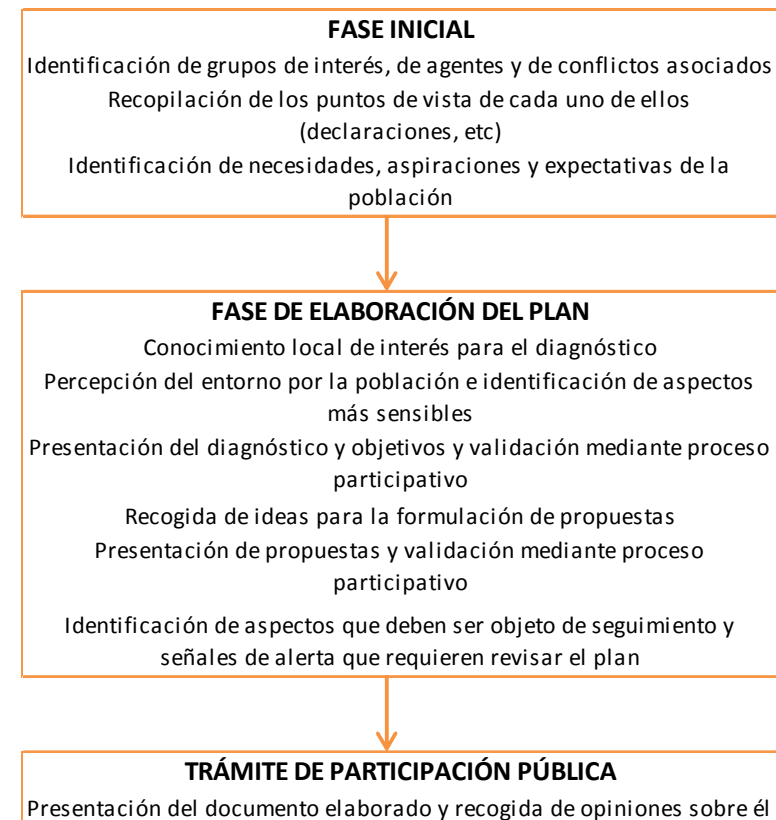 FASE INICIAL
Identificación de grupos de interés, de agentes y de conflictos asociados
Recopilación de los puntos de vista de cada uno de ellos
(declaraciones, etc)
Identificación de necesidades, aspiraciones y expectativas de la
población
FASE DE ELABORACIÓN DEL PLAN
Conocimiento local de interés para el diagnóstico
Percepción del entorno por la población e identificación de aspectos
más sensibles
Presentación del diagnóstico y objetivos y validación mediante proceso
participativo
Recogida de ideas para la formulación de propuestas
Presentación de propuestas y validación mediante proceso
participativo
Identificación de aspectos que deben ser objeto de seguimiento y
señales de alerta que requieren revisar el plan
TRÁMITE DE PARTICIPACIÓN PÚBLICA
Presentación del documento elaborado y recogida de opiniones sobre él